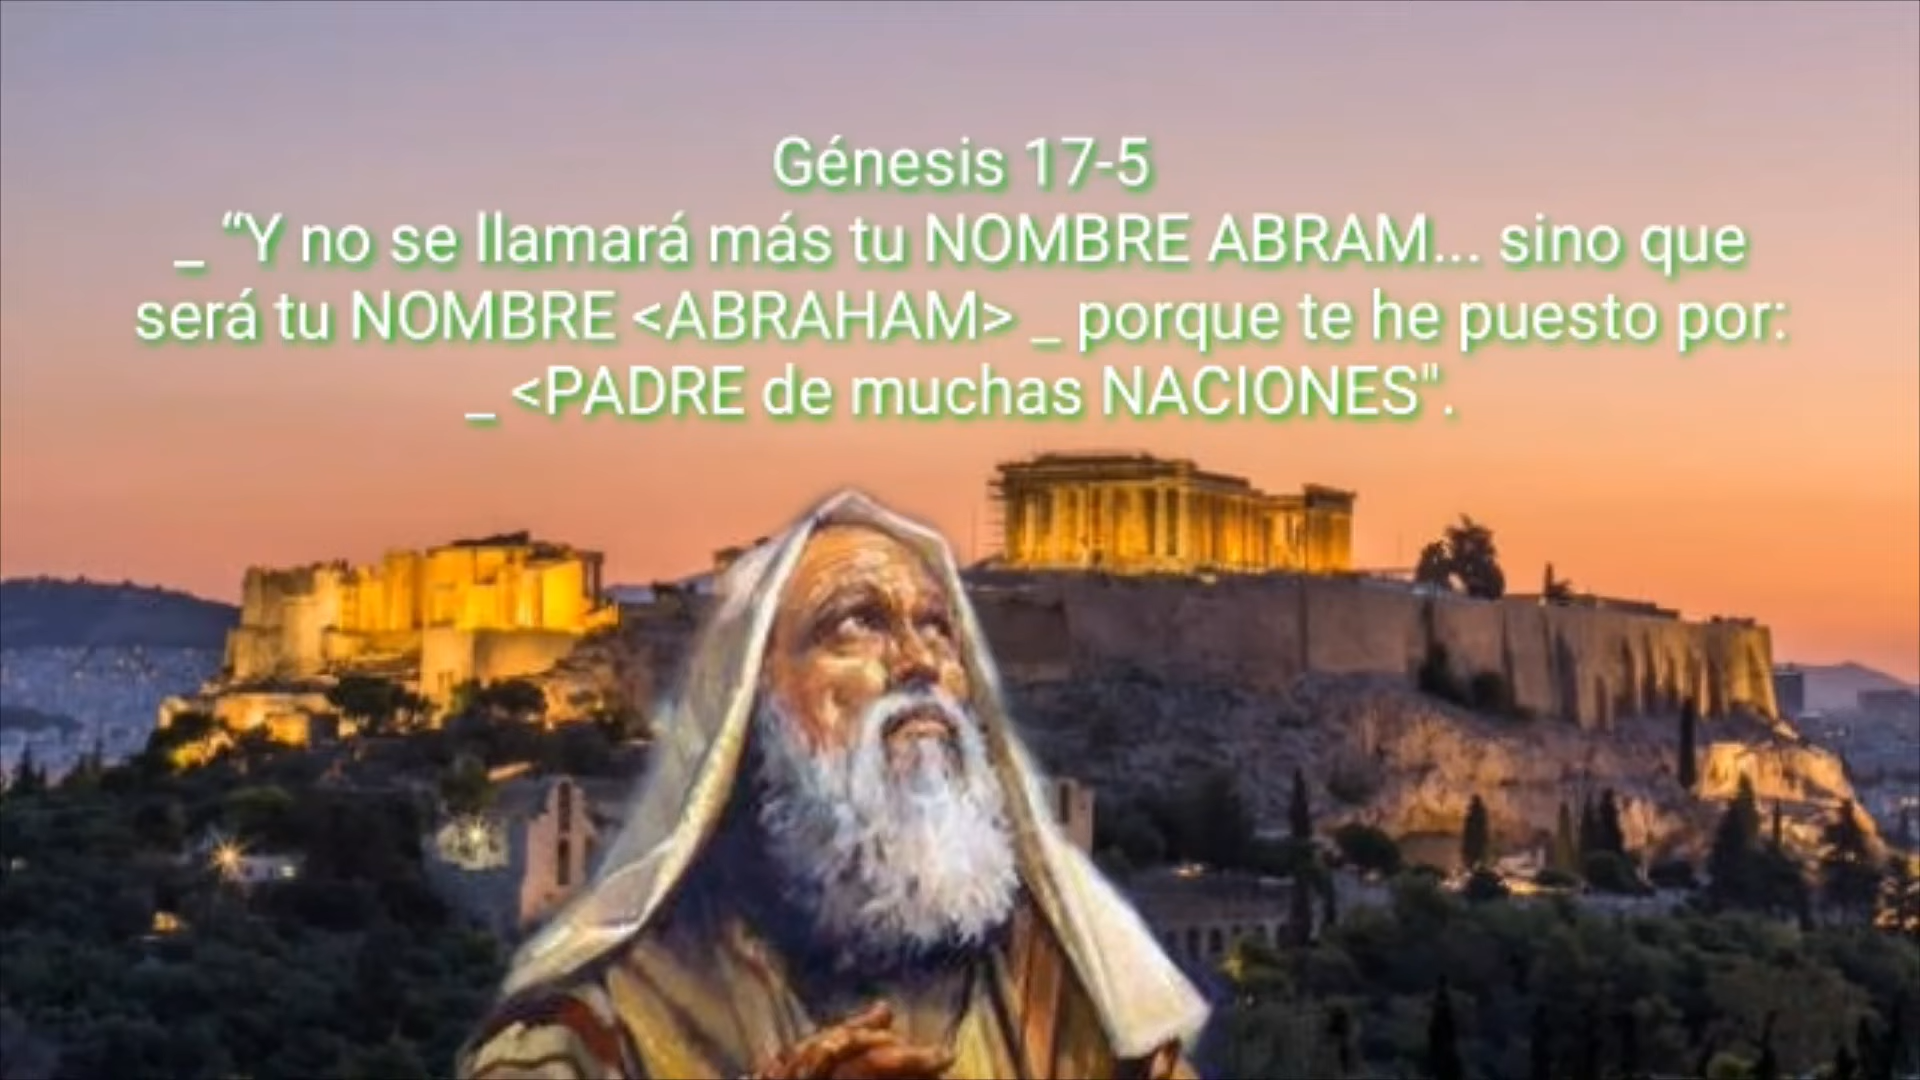 Génesis 17-5
_ “Y no se llamará más tu NOMBRE ABRAM... sino que
será tu NOMBRE <ABRAHAM> _ porque te he puesto por:
_ <PADRE de muchas NACIONES".